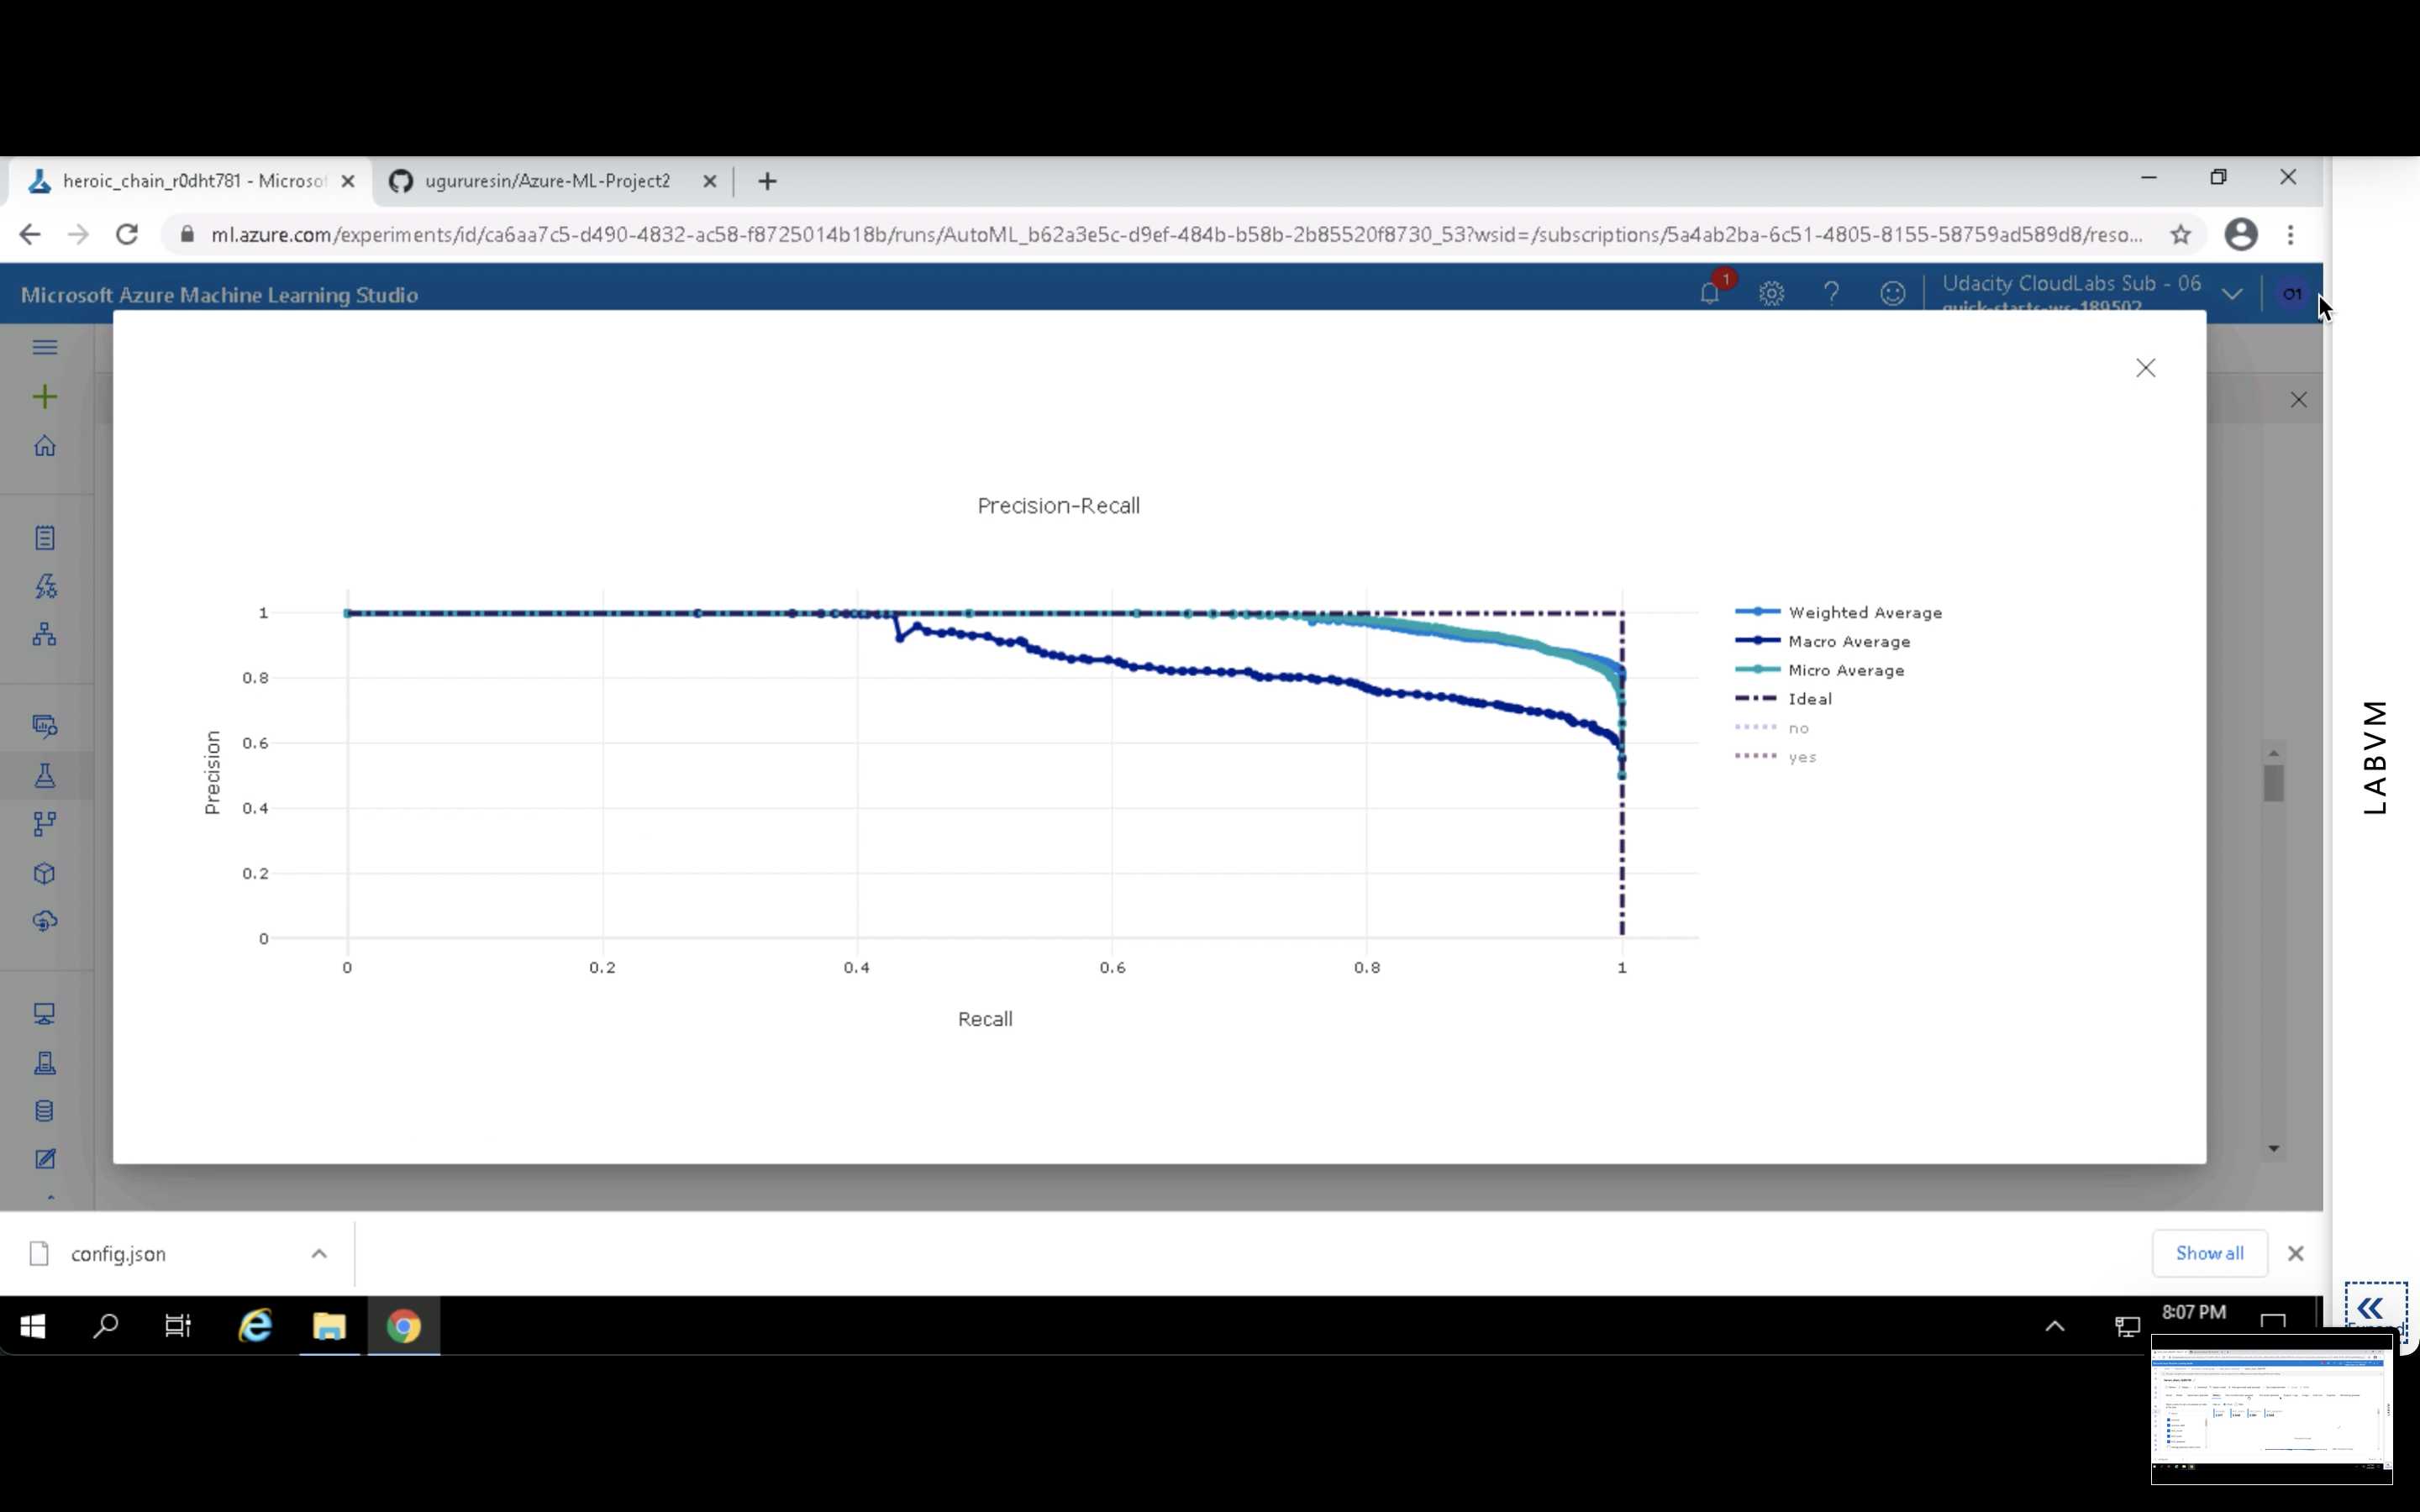 heroic_chain_r0dht781 - Microsof
ugururesin/Azure-ML-Project2
ml.azure.com/experiments/id/ca6aa7c5-d490-4832-ac58-f8725014b18b/runs/AutoML_b62a3e5c-d9ef-484b-b58b-2b85520f8730_53?wsid=/subscriptions/5a4ab2ba-6c51-4805-8155-58759ad589d8/reso...
Microsoft Azure Machine Learning Studio
1
Udacity CloudLabs Sub - 06
quick-starts-ws-189502
O1
Precision-Recall
1
0.8
0.6
0.4
0.2
0
Precision
0
0.2
0.4
0.6
0.8
1
Recall
Weighted Average
Macro Average
Micro Average
Ideal
no
yes
LABVM
config.json
Show all
8:07 PM